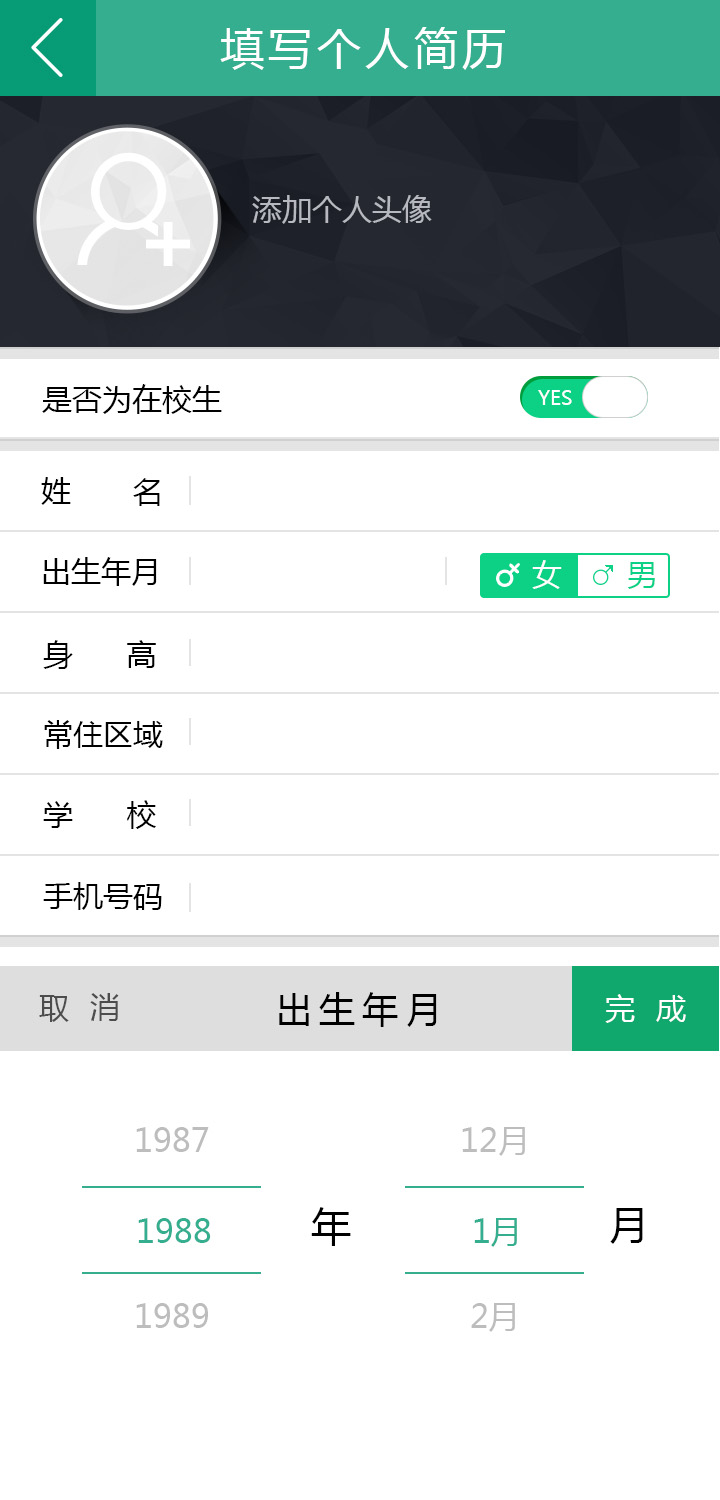 填写个人简历
添加个人头像
是否为在校生 YES
姓 名
出生年月 女 男
身 高
常住区域
学 校
手机号码
取 消 出生年月 完 成
1987 12月
1988 年 1月 月
1989 2月